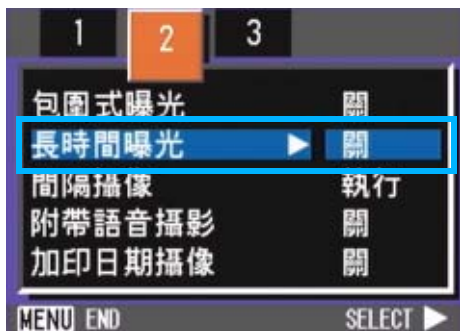 1 2 3
包圍式曝光 關
長時間曝光 ▶ 關
間隔攝像 執行
附帶語音攝影 關
加印日期攝像 關
MENU END SELECT ▶